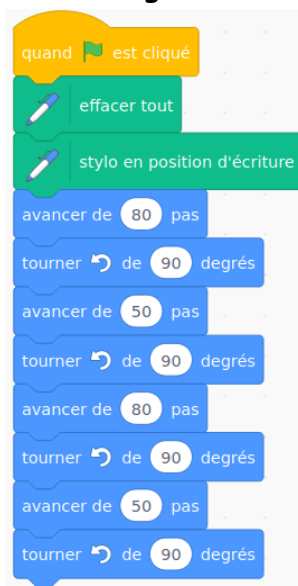 quand est cliqué
effacer tout
stylo en position d'écriture
avancer de 80 pas
tourner de 90 degrés
avancer de 50 pas
tourner de 90 degrés
avancer de 80 pas
tourner de 90 degrés
avancer de 50 pas
tourner de 90 degrés